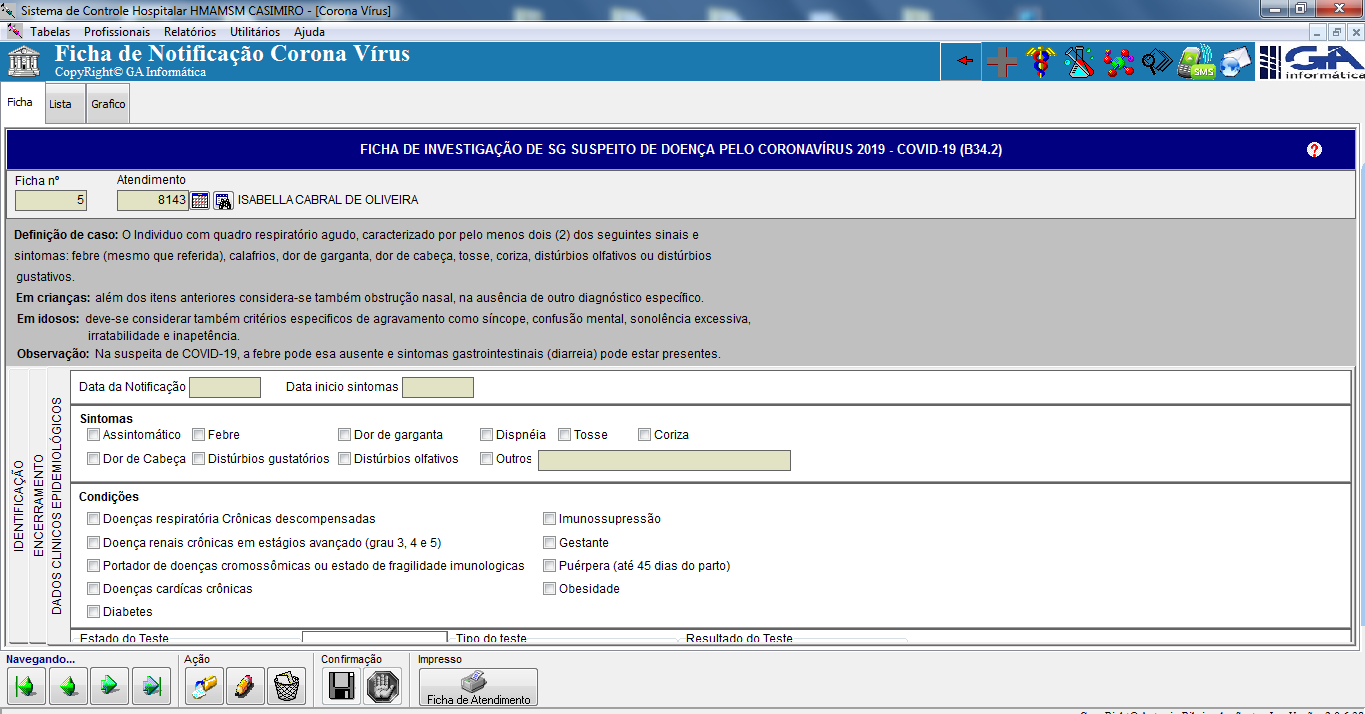 Sistema de Controle Hospitalar HMAMSM CASIMIRO - [Corona Vírus]
Tabelas Profissionais Relatórios Utilitários Ajuda
Ficha de Notificação Corona Vírus
CopyRight© GA Informática
SMS
GA
informática
Ficha Lista Grafico
FICHA DE INVESTIGAÇÃO DE SG SUSPEITO DE DOENÇA PELO CORONAVÍRUS 2019 - COVID-19 (B34.2)
Ficha nº Atendimento
5 8143 ISABELLA CABRAL DE OLIVEIRA
Definição de caso: O Individuo com quadro respiratório agudo, caracterizado por pelo menos dois (2) dos seguintes sinais e
sintomas: febre (mesmo que referida), calafrios, dor de garganta, dor de cabeça, tosse, coriza, distúrbios olfativos ou distúrbios
gustativos.
Em crianças: além dos itens anteriores considera-se também obstrução nasal, na ausência de outro diagnóstico específico.
Em idosos: deve-se considerar também critérios especificos de agravamento como síncope, confusão mental, sonolência excessiva,
irratabilidade e inapetência.
Observação: Na suspeita de COVID-19, a febre pode esa ausente e sintomas gastrointestinais (diarreia) pode estar presentes.
IDENTIFICAÇÃO
ENCERRAMENTO
DADOS CLINICOS EPIDEMIOLÓGICOS
Data da Notificação Data inicio sintomas
Sintomas
Assintomático Febre Dor de garganta Dispnéia Tosse Coriza
Dor de Cabeça Distúrbios gustatórios Distúrbios olfativos Outros
Condições
Doenças respiratória Crônicas descompensadas Imunossupressão
Doença renais crônicas em estágios avançado (grau 3, 4 e 5) Gestante
Portador de doenças cromossômicas ou estado de fragilidade imunologicas Puérpera (até 45 dias do parto)
Doenças cardícas crônicas Obesidade
Diabetes
Estado do Teste Tipo do teste Resultado do Teste
Navegando... Ação Confirmação Impresso
Ficha de Atendimento